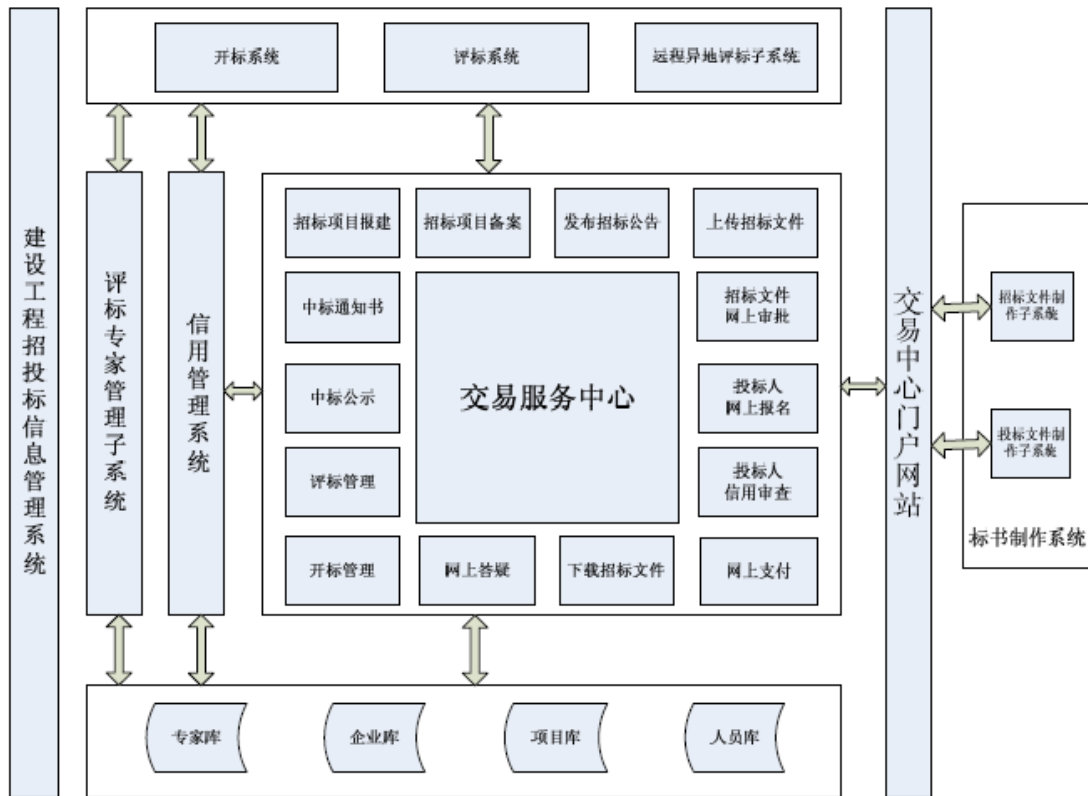 建设工程招投标信息管理系统
开标系统
评标系统
远程异地评标子系统
评标专家管理子系统
信用管理系统
招标项目报建
招标项目备案
发布招标公告
上传招标文件
中标通知书
招标文件
网上审批
中标公示
交易服务中心
投标人
网上报名
评标管理
投标人
信用审查
开标管理
网上答疑
下载招标文件
网上支付
交易中心门户网站
招标文件制
作子系统
投标文件制
作子系统
标书制作系统
专家库
企业库
项目库
人员库